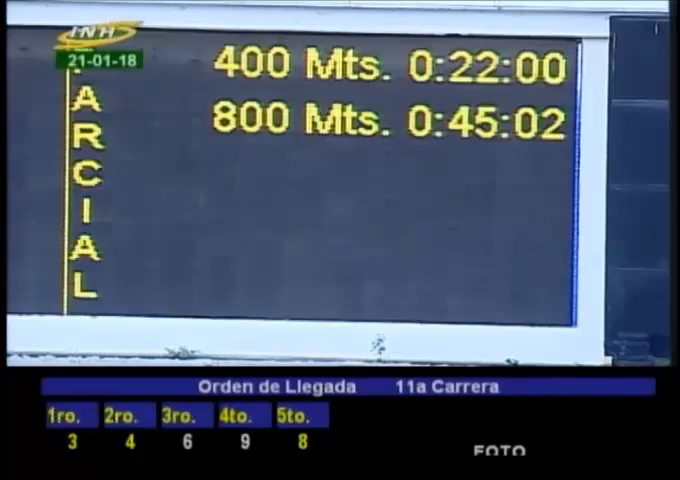 INH
21-01-18
400 Mts. 0:22:00
800 Mts. 0:45:02
PARCIAL
Orden de Llegada 11a Carrera
1ro. 2ro. 3ro. 4to. 5to.
3 4 6 9 8
FOTO